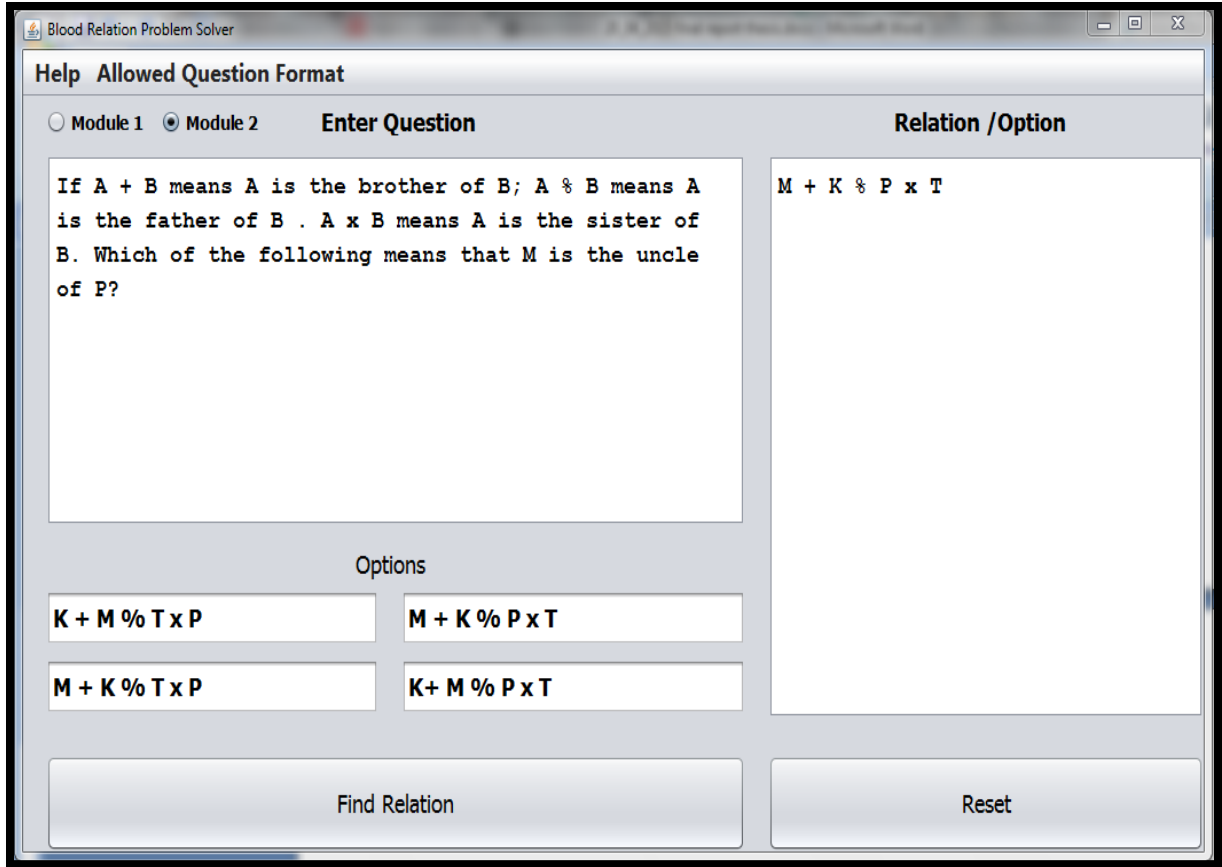 Blood Relation Problem Solver
Help Allowed Question Format
Module 1 Module 2 Enter Question Relation /Option
If A + B means A is the brother of B; A % B means A
is the father of B . A x B means A is the sister of
B. Which of the following means that M is the uncle
of P?
M + K % P x T
Options
K + M % T x P
M + K % P x T
M + K % T x P
K+ M % P x T
Find Relation
Reset